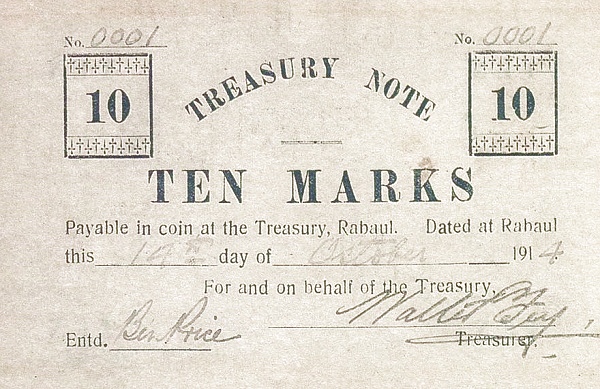 No. 0001 No. 0001
TREASURY NOTE
10 10
TEN MARKS
Payable in coin at the Treasury, Rabaul. Dated at Rabaul
this 14th day of October 1914
For and on behalf of the Treasury,
Entd. Ben Price Treasurer.